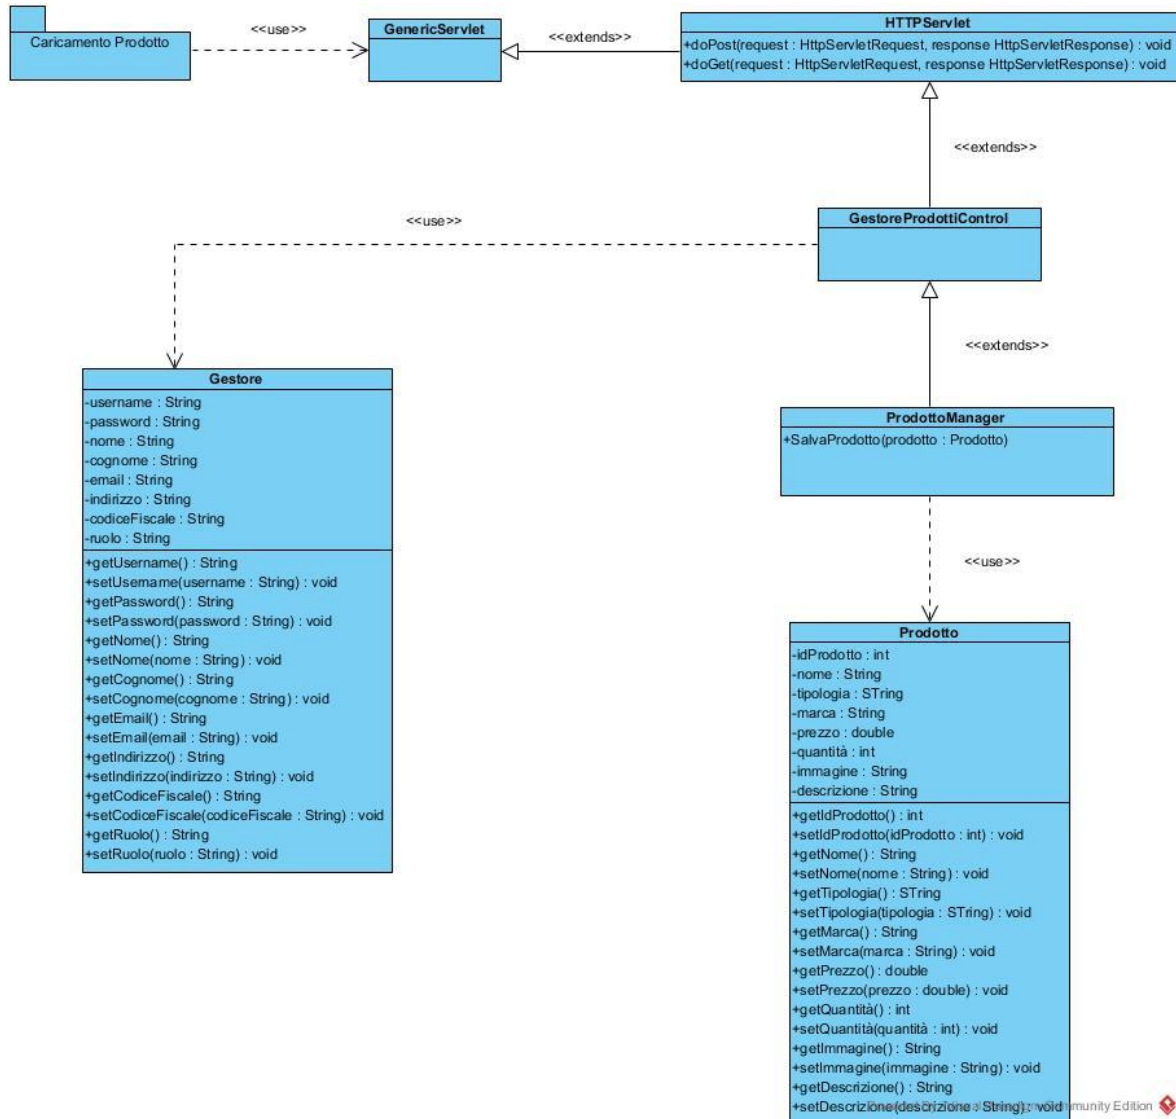 Caricamento Prodotto
<<use>>
GenericServlet
<<extends>>
HTTPServlet
+doPost(request : HttpServletRequest, response HttpServletResponse) : void
+doGet(request : HttpServletRequest, response HttpServletResponse) : void
<<extends>>
<<use>>
GestoreProdottiControl
<<extends>>
Gestore
-username : String
-password : String
-nome : String
-cognome : String
-email : String
-indirizzo : String
-codiceFiscale : String
-ruolo : String
+getUsername() : String
+setUsername(username : String) : void
+getPassword() : String
+setPassword(password : String) : void
+getNome() : String
+setNome(nome : String) : void
+getCognome() : String
+setCognome(cognome : String) : void
+getEmail() : String
+setEmail(email : String) : void
+getIndirizzo() : String
+setIndirizzo(indirizzo : String) : void
+getCodiceFiscale() : String
+setCodiceFiscale(codiceFiscale : String) : void
+getRuolo() : String
+setRuolo(ruolo : String) : void
ProdottoManager
+SalvaProdotto(prodotto : Prodotto)
<<use>>
Prodotto
-idProdotto : int
-nome : String
-tipologia : STring
-marca : String
-prezzo : double
-quantità : int
-immagine : String
-descrizione : String
+getIdProdotto() : int
+setIdProdotto(idProdotto : int) : void
+getNome() : String
+setNome(nome : String) : void
+getTipologia() : STring
+setTipologia(tipologia : STring) : void
+getMarca() : String
+setMarca(marca : String) : void
+getPrezzo() : double
+setPrezzo(prezzo : double) : void
+getQuantità() : int
+setQuantità(quantità : int) : void
+getImmagine() : String
+setImmagine(immagine : String) : void
+getDescrizione() : String
+setDescrizione(descrizione : String) : void
Community Edition